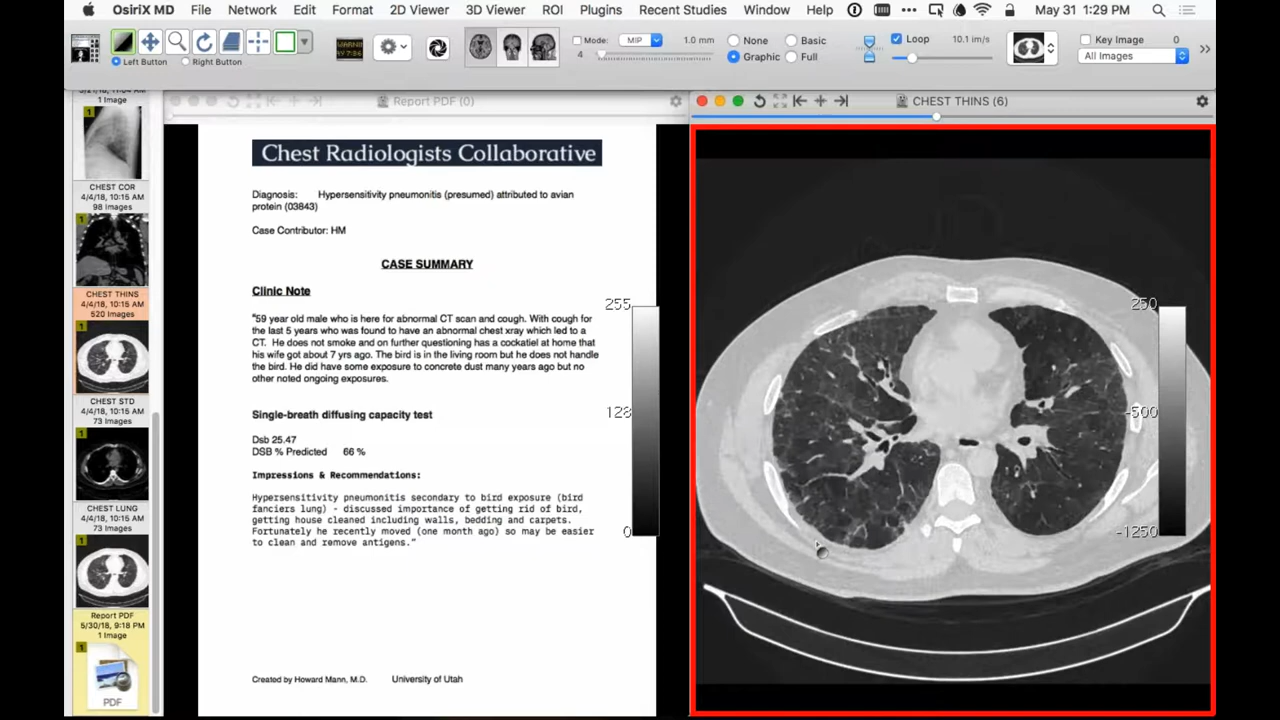 OsiriX MD File Network Edit Format 2D Viewer 3D Viewer ROI Plugins Recent Studies Window Help May 31 1:29 PM
Mode: MIP 1.0 mm None Basic Loop 10.1 im/s Key Image 0
Left Button Right Button 4 Graphic Full All Images
1 Image
1
CHEST COR
4/4/18, 10:15 AM
98 Images
1
CHEST THINS
4/4/18, 10:15 AM
520 Images
1
CHEST STD
4/4/18, 10:15 AM
73 Images
1
CHEST LUNG
4/4/18, 10:15 AM
73 Images
1
Report PDF
5/30/18, 9:18 PM
1 Image
1
PDF
Report PDF (0)
Chest Radiologists Collaborative
Diagnosis: Hypersensitivity pneumonitis (presumed) attributed to avian
protein (03843)
Case Contributor: HM
CASE SUMMARY
Clinic Note
"59 year old male who is here for abnormal CT scan and cough. With cough for
the last 5 years who was found to have an abnormal chest xray which led to a
CT. He does not smoke and on further questioning has a cockatiel at home that
his wife got about 7 yrs ago. The bird is in the living room but he does not handle
the bird. He did have some exposure to concrete dust many years ago but no
other noted ongoing exposures.
Single-breath diffusing capacity test
Dsb 25.47
DSB % Predicted 66 %
Impressions & Recommendations:
Hypersensitivity pneumonitis secondary to bird exposure (bird
fanciers lung) - discussed importance of getting rid of bird,
getting house cleaned including walls, bedding and carpets.
Fortunately he recently moved (one month ago) so may be easier
to clean and remove antigens."
Created by Howard Mann, M.D. University of Utah
255
128
0
CHEST THINS (6)
250
-500
-1250